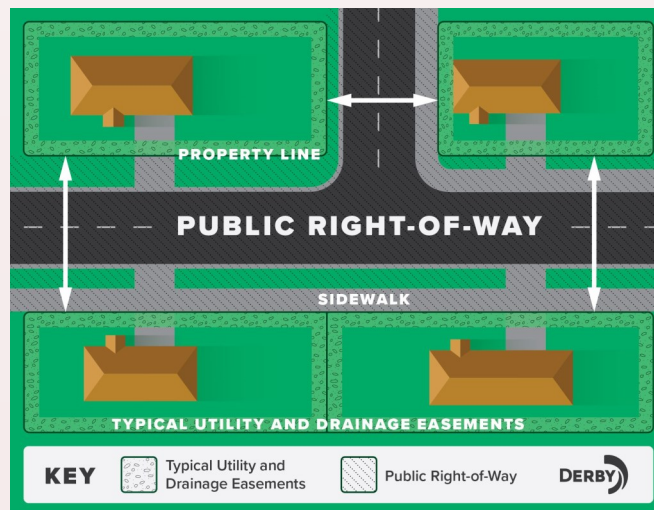 PROPERTY LINE
PUBLIC RIGHT-OF-WAY
SIDEWALK
TYPICAL UTILITY AND DRAINAGE EASEMENTS
KEY
Typical Utility and
Drainage Easements
Public Right-of-Way
DERBY